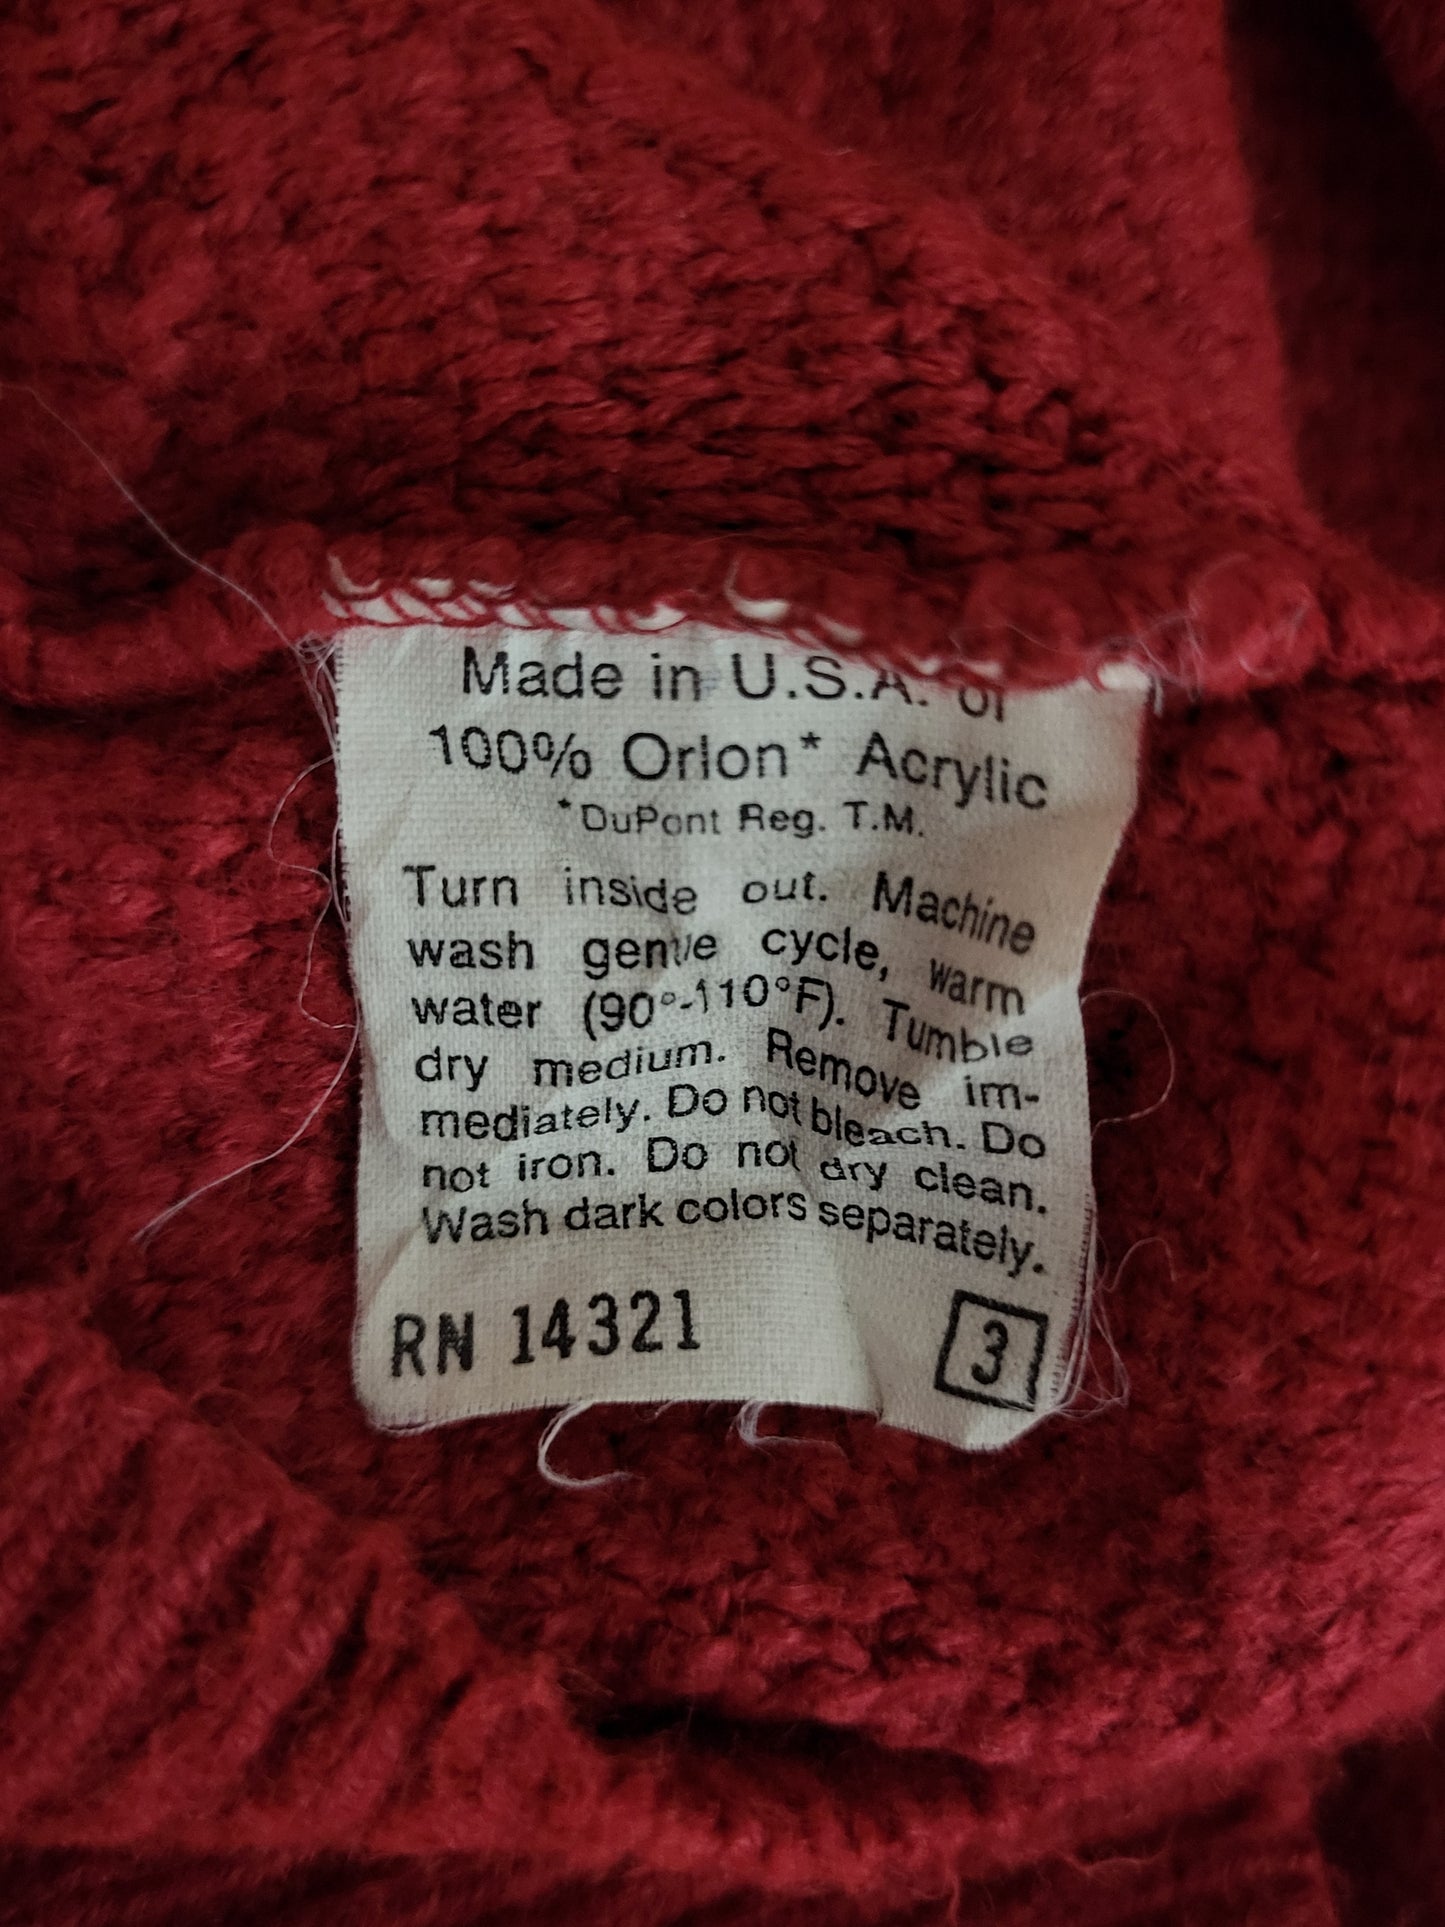 Made in U.S.A. of
100% Orlon* Acrylic
*DuPont Reg. T.M.
Turn inside out. Machine
wash gentle cycle, warm
water (90°-110°F). Tumble
dry medium. Remove im-
mediately. Do not bleach. Do
not iron. Do not dry clean.
Wash dark colors separately.
RN 14321
3